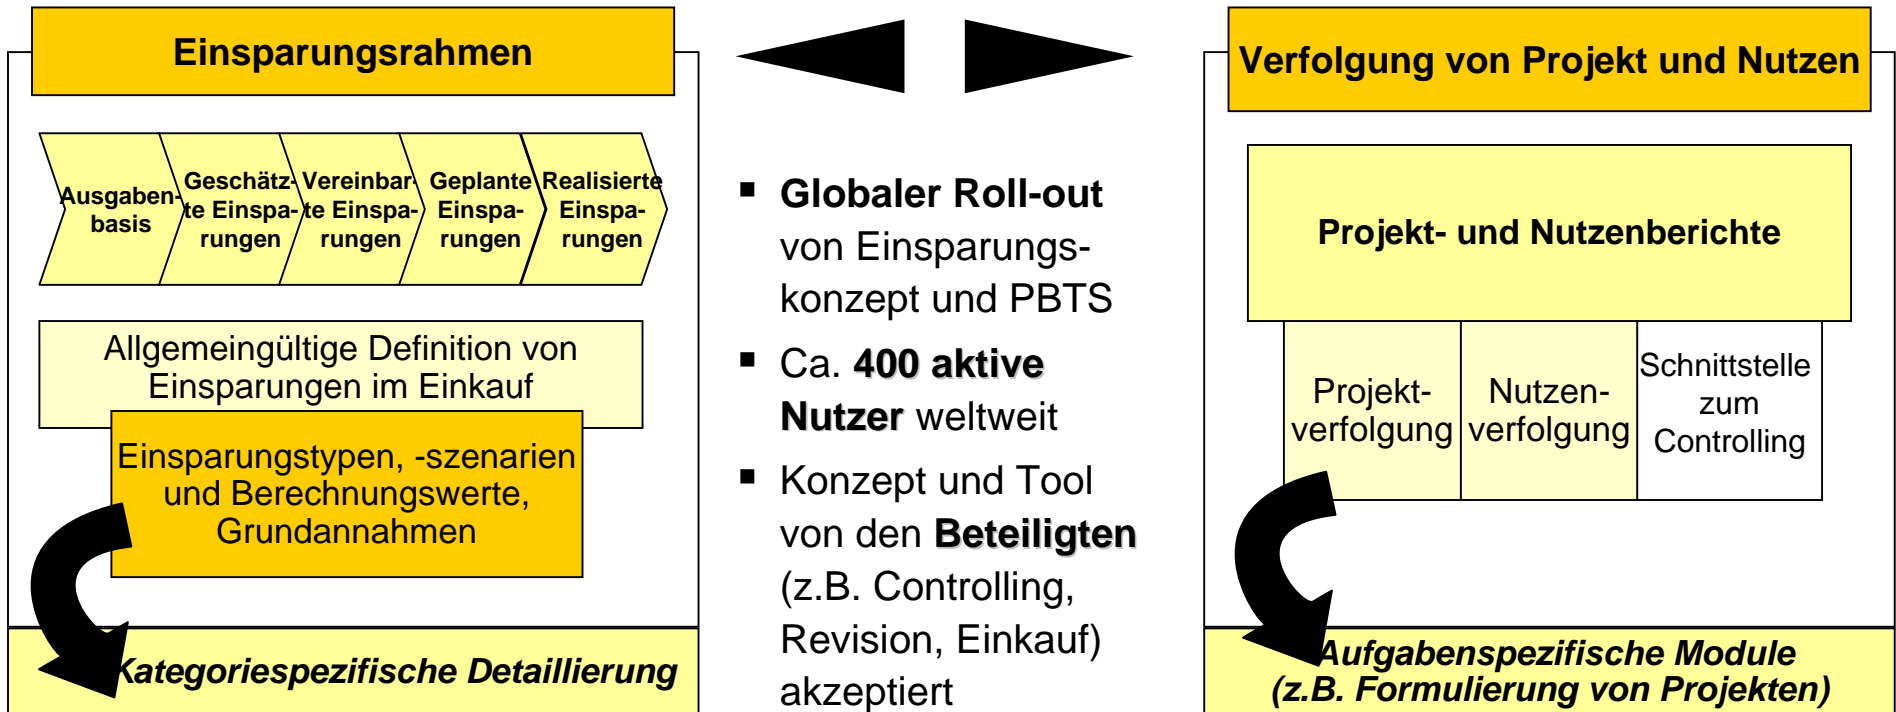 Einsparungsrahmen
Ausgaben-
basis
Geschätz-
te Einspa-
rungen
Vereinbar-
te Einspa-
rungen
Geplante
Einspa-
rungen
Realisierte
Einspa-
rungen
Allgemeingültige Definition von
Einsparungen im Einkauf
Einsparungstypen, -szenarien
und Berechnungswerte,
Grundannahmen
Kategoriespezifische Detaillierung
▪ Globaler Roll-out
von Einsparungs-
konzept und PBTS
▪ Ca. 400 aktive
Nutzer weltweit
▪ Konzept und Tool
von den Beteiligten
(z.B. Controlling,
Revision, Einkauf)
akzeptiert
Verfolgung von Projekt und Nutzen
Projekt- und Nutzenberichte
Projekt-
verfolgung
Nutzen-
verfolgung
Schnittstelle
zum
Controlling
Aufgabenspezifische Module
(z.B. Formulierung von Projekten)